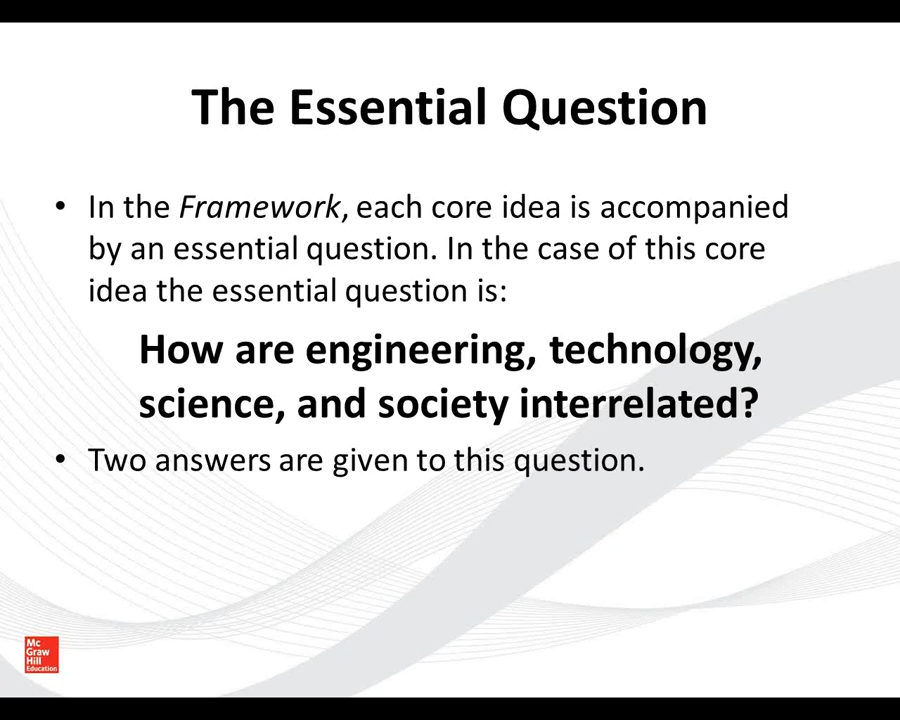 The Essential Question
• In the Framework, each core idea is accompanied
by an essential question. In the case of this core
idea the essential question is:
How are engineering, technology,
science, and society interrelated?
• Two answers are given to this question.
Mc
Graw
Hill
Education